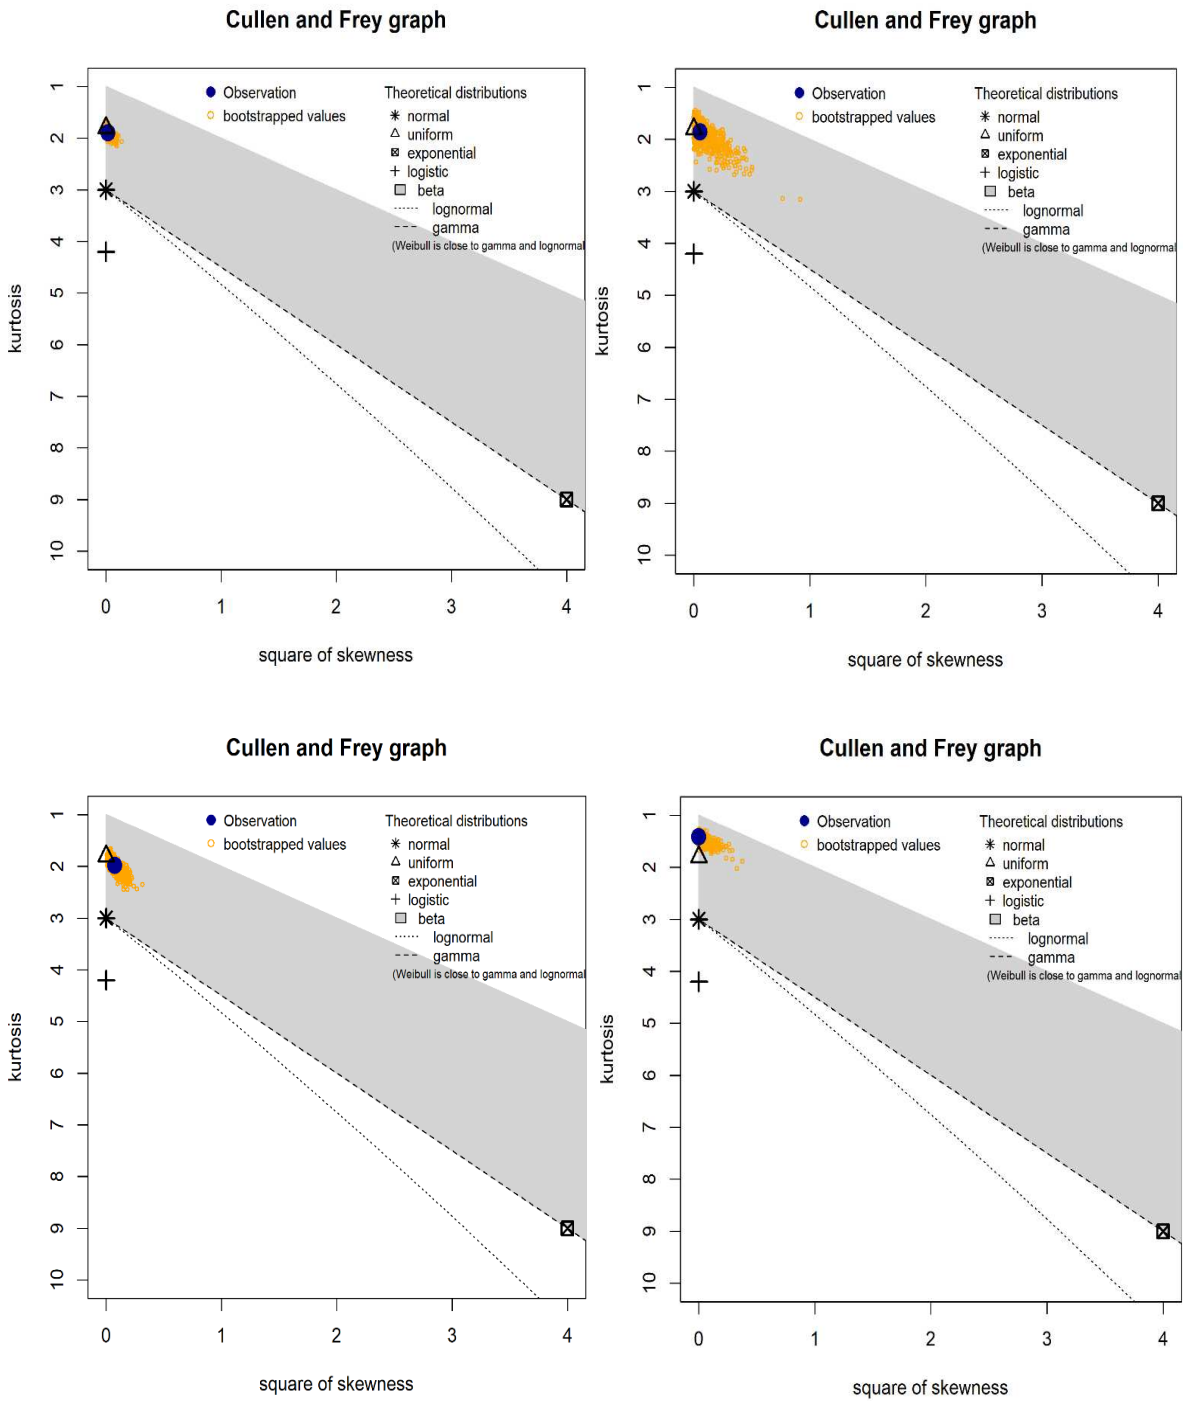 Cullen and Frey graph
Observation
bootstrapped values
Theoretical distributions
normal
uniform
exponential
logistic
beta
lognormal
gamma
(Weibull is close to gamma and lognormal
1
2
3
4
5
6
7
8
9
10
kurtosis
0 1 2 3 4
square of skewness
Cullen and Frey graph
Observation
bootstrapped values
Theoretical distributions
normal
uniform
exponential
logistic
beta
lognormal
gamma
(Weibull is close to gamma and lognormal
1
2
3
4
5
6
7
8
9
10
kurtosis
0 1 2 3 4
square of skewness
Cullen and Frey graph
Observation
bootstrapped values
Theoretical distributions
normal
uniform
exponential
logistic
beta
lognormal
gamma
(Weibull is close to gamma and lognormal
1
2
3
4
5
6
7
8
9
10
kurtosis
0 1 2 3 4
square of skewness
Cullen and Frey graph
Observation
bootstrapped values
Theoretical distributions
normal
uniform
exponential
logistic
beta
lognormal
gamma
(Weibull is close to gamma and lognormal
1
2
3
4
5
6
7
8
9
10
kurtosis
0 1 2 3 4
square of skewness